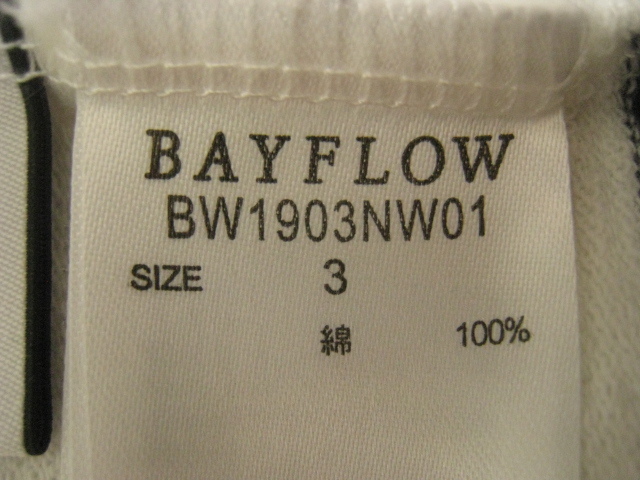 BAYFLOW
BW1903NW01
SIZE 3
綿 100%